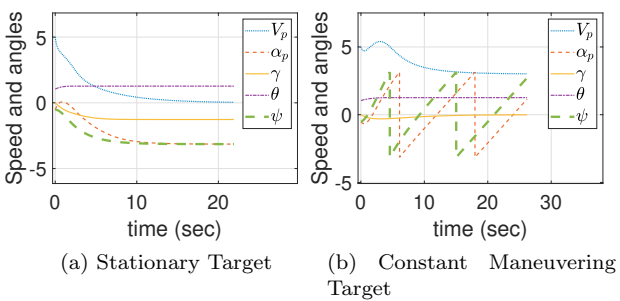 Speed and angles
5
0
-5
0
10
20
time (sec)
V_p
α_p
γ
θ
ψ
(a) Stationary Target
Speed and angles
5
0
-5
0
10
20
30
time (sec)
V_p
α_p
γ
θ
ψ
(b) Constant Maneuvering
Target